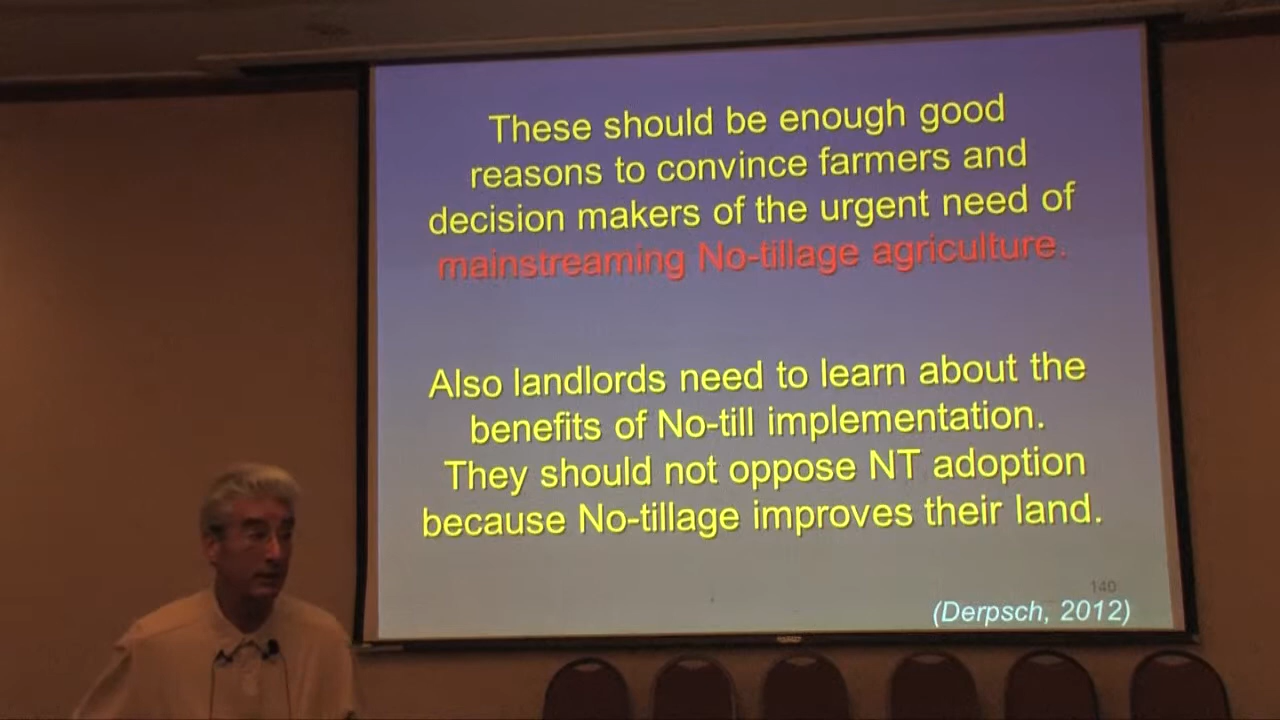 These should be enough good
reasons to convince farmers and
decision makers of the urgent need of
mainstreaming No-tillage agriculture.
Also landlords need to learn about the
benefits of No-till implementation.
They should not oppose NT adoption
because No-tillage improves their land.
140
(Derpsch, 2012)